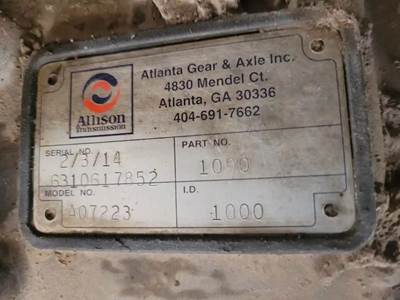 Allison
Transmission
Atlanta Gear & Axle Inc.
4830 Mendel Ct.
Atlanta, GA 30336
404-691-7662
SERIAL NO.
2/3/14
6310617852
PART NO.
MODEL NO.
A07223
I.D.
1000